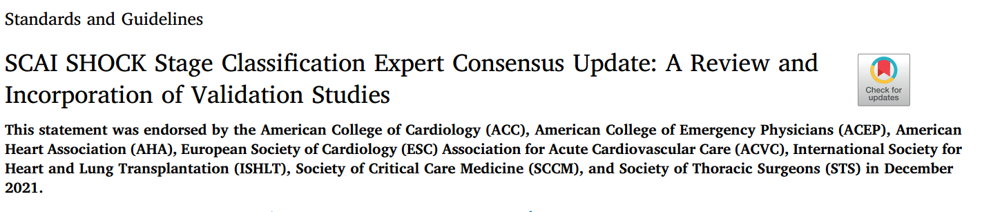 Standards and Guidelines
SCAI SHOCK Stage Classification Expert Consensus Update: A Review and
Incorporation of Validation Studies
Check for
updates
This statement was endorsed by the American College of Cardiology (ACC), American College of Emergency Physicians (ACEP), American
Heart Association (AHA), European Society of Cardiology (ESC) Association for Acute Cardiovascular Care (ACVC), International Society for
Heart and Lung Transplantation (ISHLT), Society of Critical Care Medicine (SCCM), and Society of Thoracic Surgeons (STS) in December
2021.